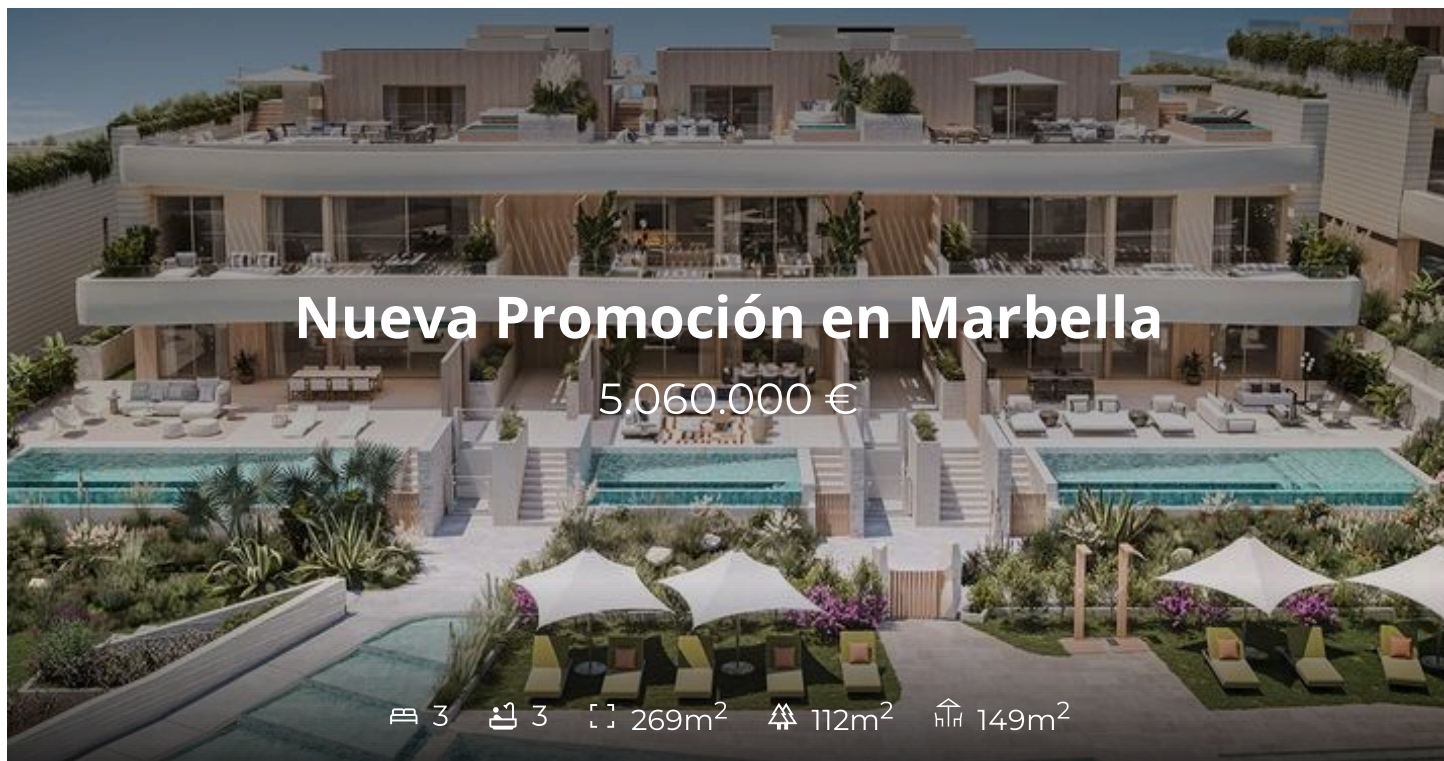 Nueva Promoción en Marbella
5.060.000 €
3 3 269m² 112m² 149m²